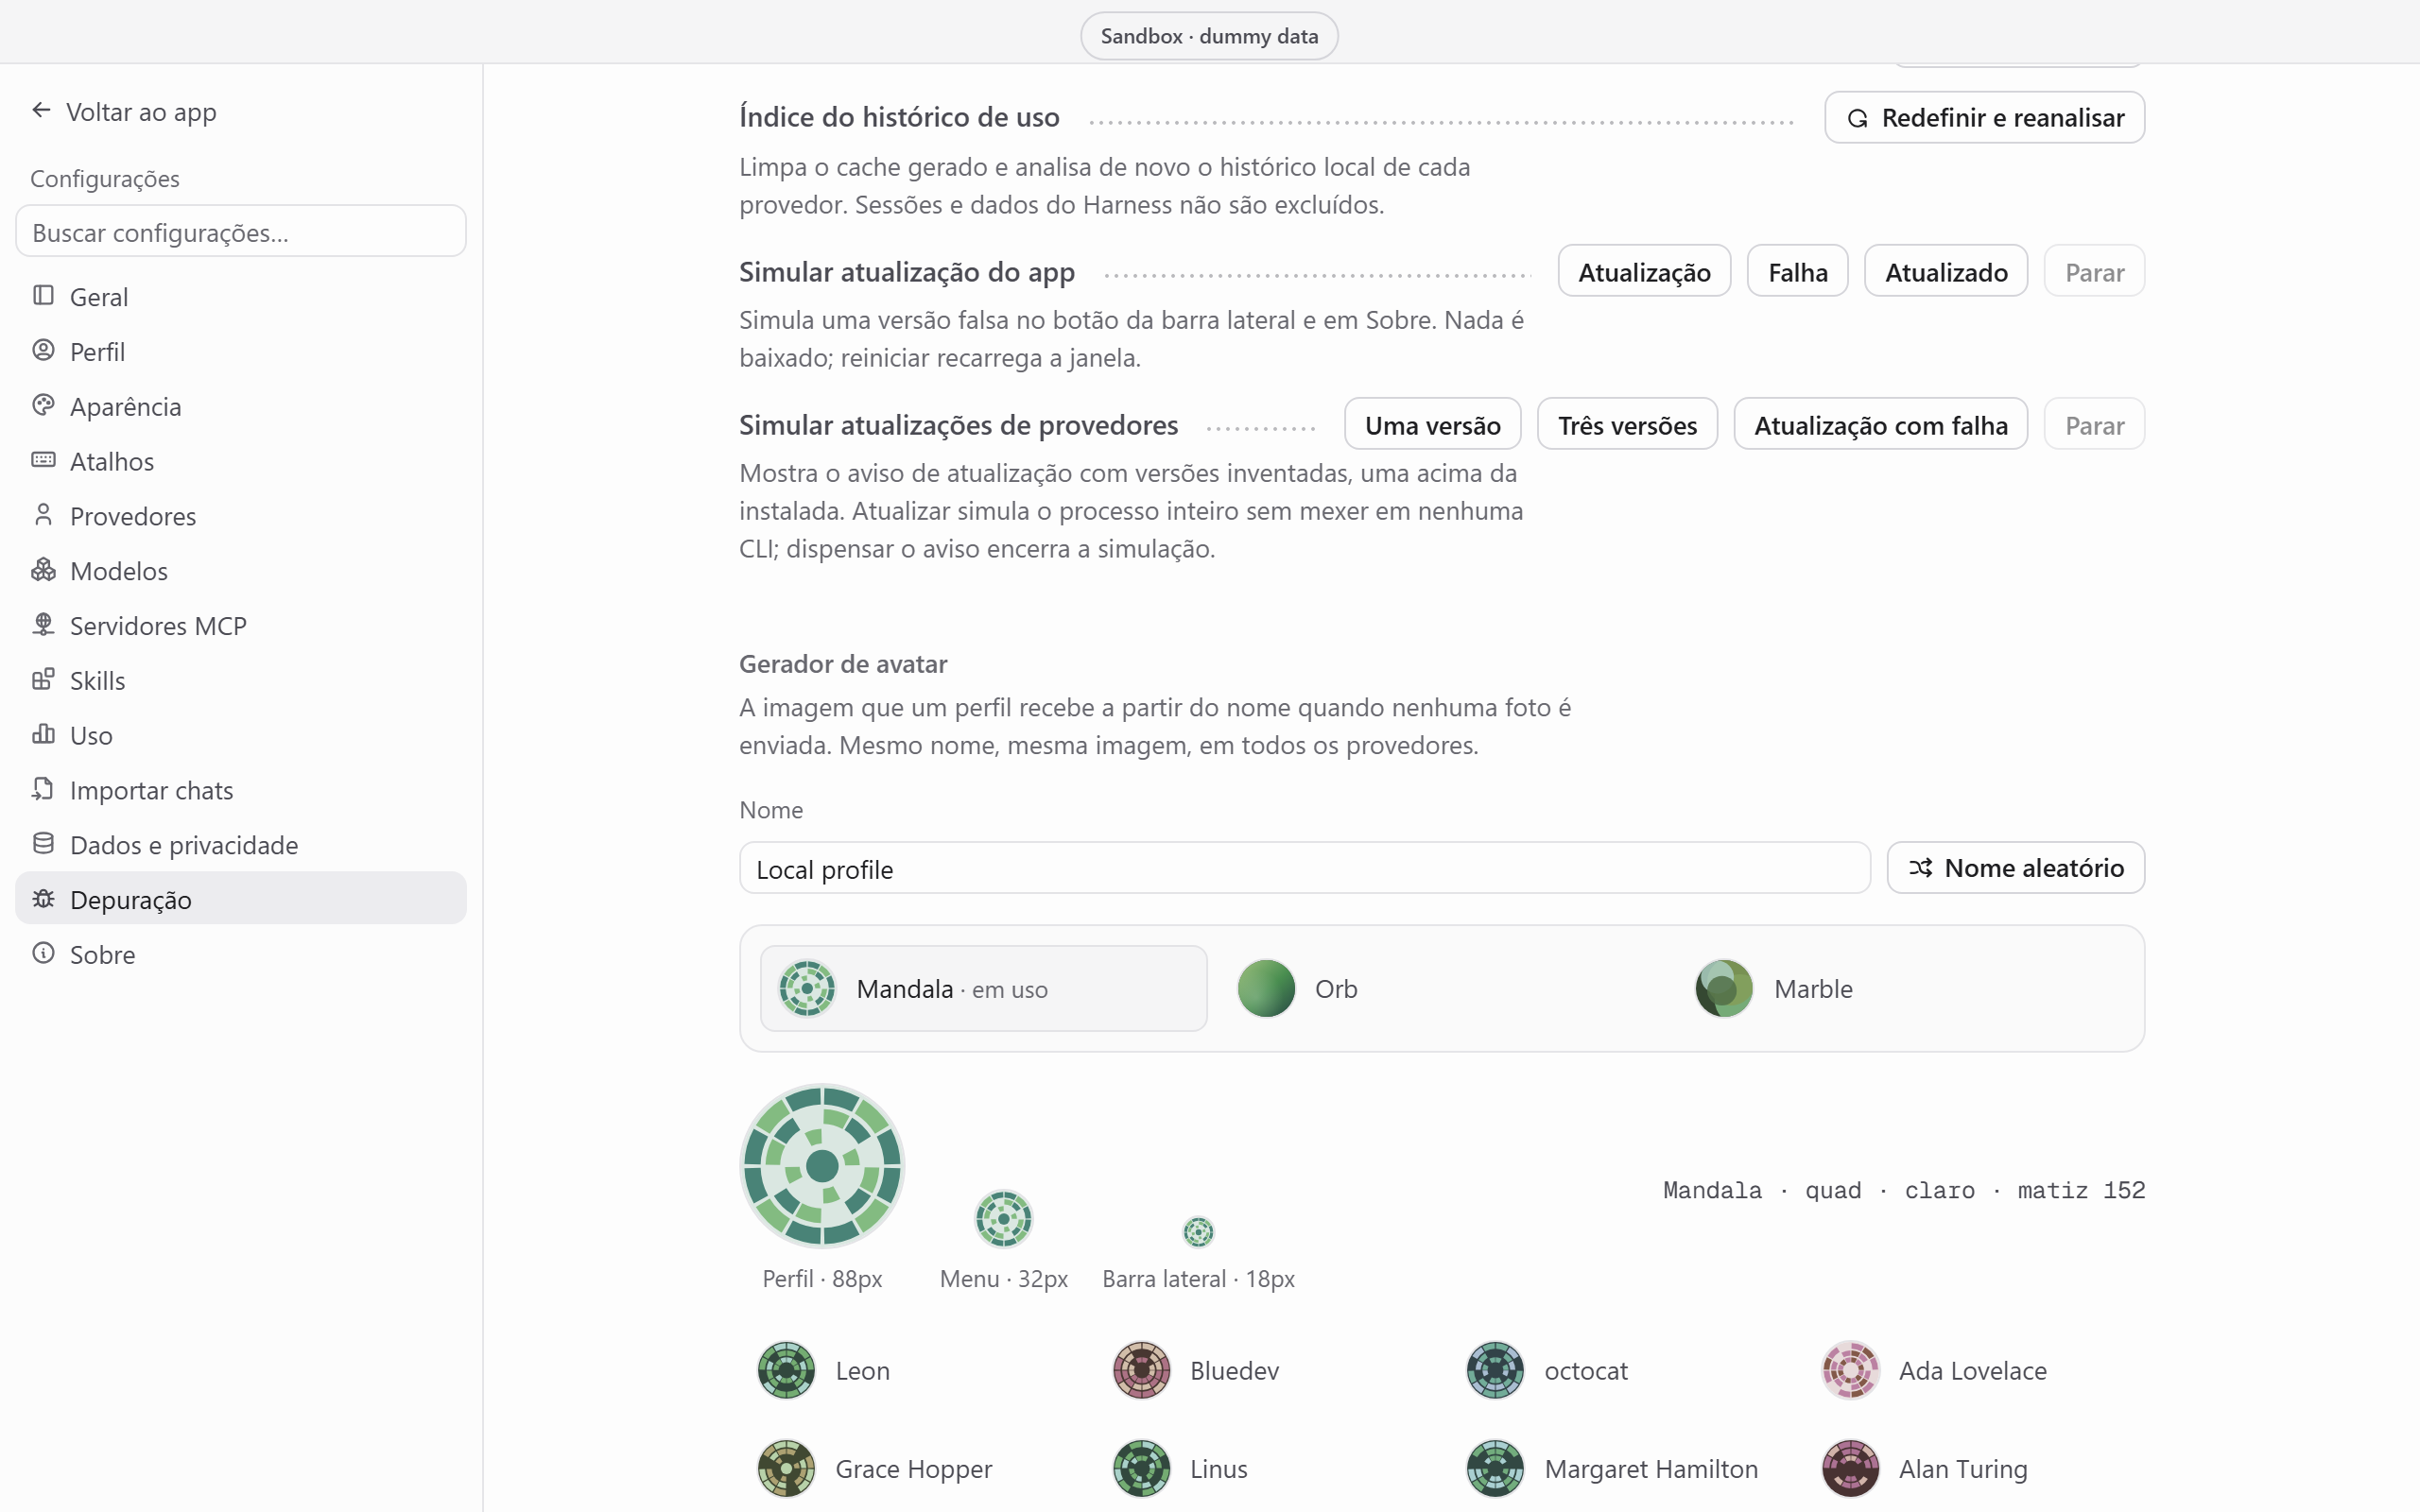 Sandbox · dummy data
Voltar ao app
Configurações
Buscar configurações...
Geral
Perfil
Aparência
Atalhos
Provedores
Modelos
Servidores MCP
Skills
Uso
Importar chats
Dados e privacidade
Depuração
Sobre
Índice do histórico de uso
Redefinir e reanalisar
Limpa o cache gerado e analisa de novo o histórico local de cada
provedor. Sessões e dados do Harness não são excluídos.
Simular atualização do app
Atualização
Falha
Atualizado
Parar
Simula uma versão falsa no botão da barra lateral e em Sobre. Nada é
baixado; reiniciar recarrega a janela.
Simular atualizações de provedores
Uma versão
Três versões
Atualização com falha
Parar
Mostra o aviso de atualização com versões inventadas, uma acima da
instalada. Atualizar simula o processo inteiro sem mexer em nenhuma
CLI; dispensar o aviso encerra a simulação.
Gerador de avatar
A imagem que um perfil recebe a partir do nome quando nenhuma foto é
enviada. Mesmo nome, mesma imagem, em todos os provedores.
Nome
Local profile
Nome aleatório
Mandala · em uso
Orb
Marble
Mandala · quad · claro · matiz 152
Perfil · 88px
Menu · 32px
Barra lateral · 18px
Leon
Bluedev
octocat
Ada Lovelace
Grace Hopper
Linus
Margaret Hamilton
Alan Turing